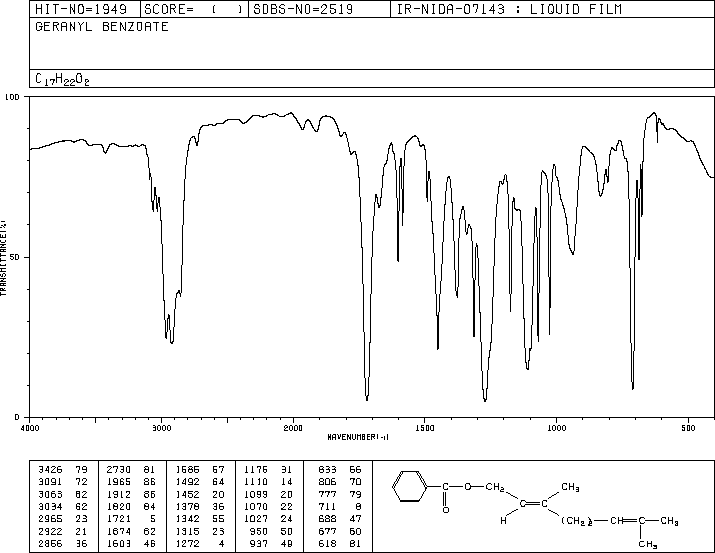 HIT-NO=1949 SCORE= ( ) SDBS-NO=2519 IR-NIDA-07143 : LIQUID FILM
GERANYL BENZOATE
C17H22O2
100
50
0
TRANSMITTANCE(%)
4000 3000 2000 1500 1000 500
WAVENUMBER(-1)
3426 79 2730 81 1686 67 1176 31 833 66
3091 72 1965 86 1492 64 1110 14 806 70
3063 62 1912 86 1452 20 1099 20 777 79
3034 62 1820 84 1378 36 1070 22 711 8
2965 23 1721 5 1342 55 1027 24 688 47
2922 21 1674 62 1315 23 950 50 677 60
2856 36 1603 46 1272 4 937 49 618 81
C O CH2 CH3
O
H (CH2)2 CH CH3
CH3